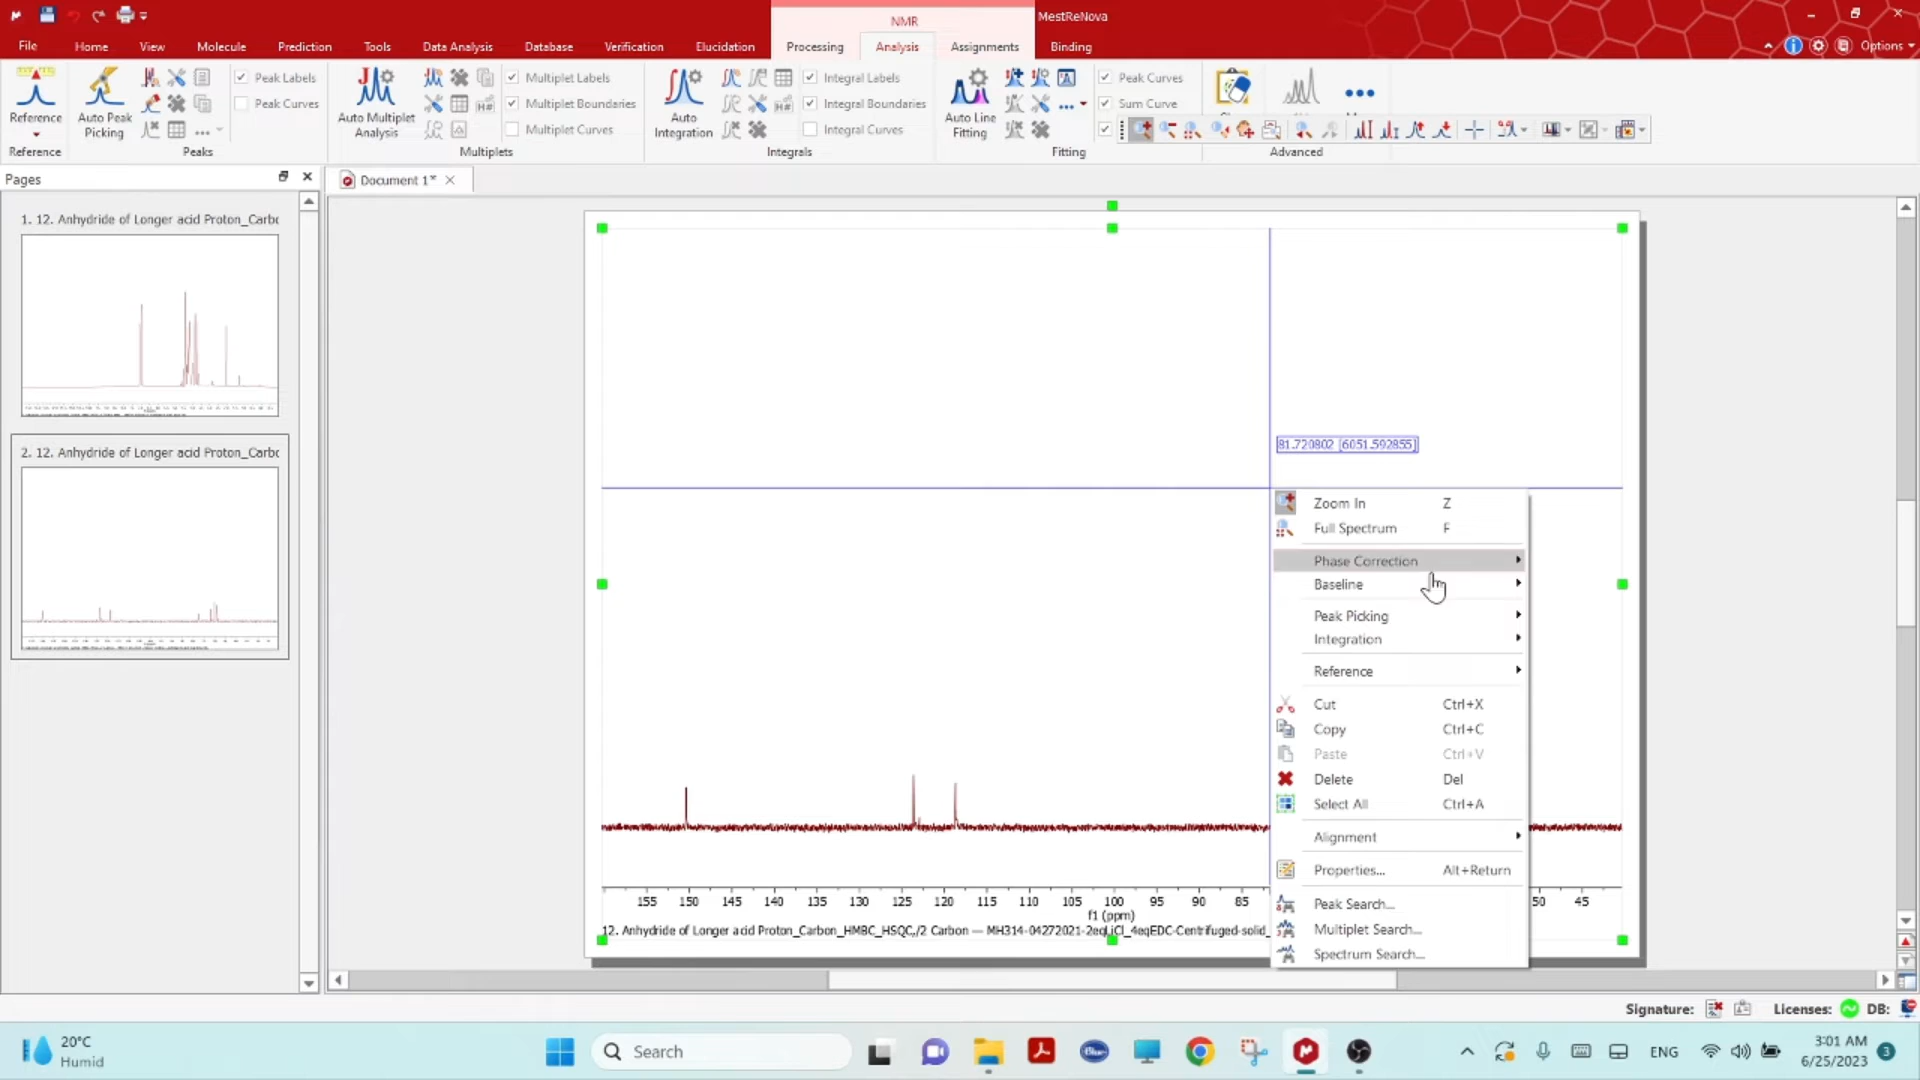 NMR
MestReNova
File
Home
View
Molecule
Prediction
Tools
Data Analysis
Database
Verification
Elucidation
Processing
Analysis
Assignments
Binding
Options
Reference
Auto Peak
Picking
Peak Labels
Peak Curves
Auto Multiplet
Analysis
Multiplet Labels
Multiplet Boundaries
Multiplet Curves
Auto
Integration
Integral Labels
Integral Boundaries
Integral Curves
Auto Line
Fitting
Peak Curves
Sum Curve
Reference
Peaks
Multiplets
Integrals
Fitting
Advanced
Pages
Document 1*
1. 12. Anhydride of Longer acid Proton_Carbc
2. 12. Anhydride of Longer acid Proton_Carbc
81.720802 [6051.592855]
Zoom In Z
Full Spectrum F
Phase Correction
Baseline
Peak Picking
Integration
Reference
Cut Ctrl+X
Copy Ctrl+C
Paste Ctrl+V
Delete Del
Select All Ctrl+A
Alignment
Properties... Alt+Return
Peak Search...
Multiplet Search...
Spectrum Search...
155 150 145 140 135 130 125 120 115 110 105 100 95 90 85 50 45
f1 (ppm)
12. Anhydride of Longer acid Proton_Carbon_HMBC_HSQC,/2 Carbon — MH314-04272021-2eqLiCl_4eqEDC-Centrifuged-solid_
Signature: Licenses: DB:
20°C
Humid
Search
ENG
3:01 AM
6/25/2023
3